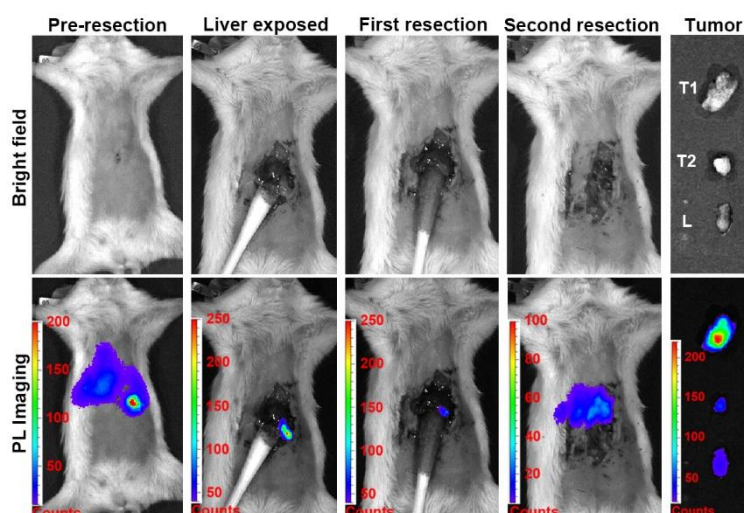 Pre-resection Liver exposed First resection Second resection Tumor
Bright field
T1
T2
L
PL Imaging
200
150
100
50
Counts
250
200
150
100
50
Counts
250
200
150
100
50
Counts
100
80
60
40
20
Counts
200
150
100
50
Counts